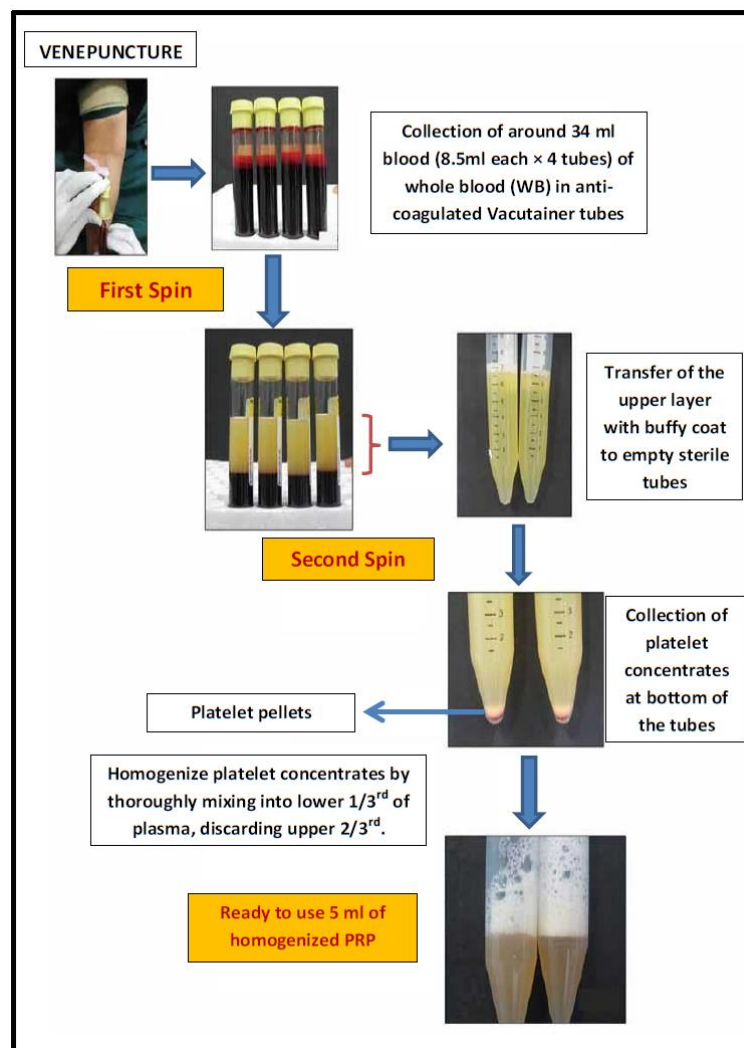 VENEPUNCTURE
Collection of around 34 ml
blood (8.5ml each × 4 tubes) of
whole blood (WB) in anti-
coagulated Vacutainer tubes
First Spin
Transfer of the
upper layer
with buffy coat
to empty sterile
tubes
Second Spin
Collection of
platelet
concentrates
at bottom of
the tubes
Platelet pellets
Homogenize platelet concentrates by
thoroughly mixing into lower 1/3rd of
plasma, discarding upper 2/3rd.
Ready to use 5 ml of
homogenized PRP